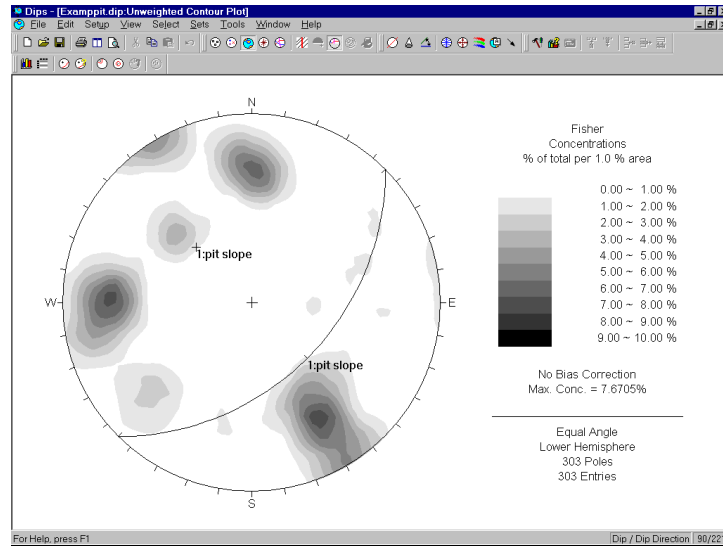 Dips - [Examppit.dip:Unweighted Contour Plot]
File Edit Setup View Select Sets Tools Window Help
N
W
E
S
1:pit slope
1:pit slope
Fisher
Concentrations
% of total per 1.0 % area
0.00 ~ 1.00 %
1.00 ~ 2.00 %
2.00 ~ 3.00 %
3.00 ~ 4.00 %
4.00 ~ 5.00 %
5.00 ~ 6.00 %
6.00 ~ 7.00 %
7.00 ~ 8.00 %
8.00 ~ 9.00 %
9.00 ~ 10.00 %
No Bias Correction
Max. Conc. = 7.6705%
Equal Angle
Lower Hemisphere
303 Poles
303 Entries
For Help, press F1
Dip / Dip Direction